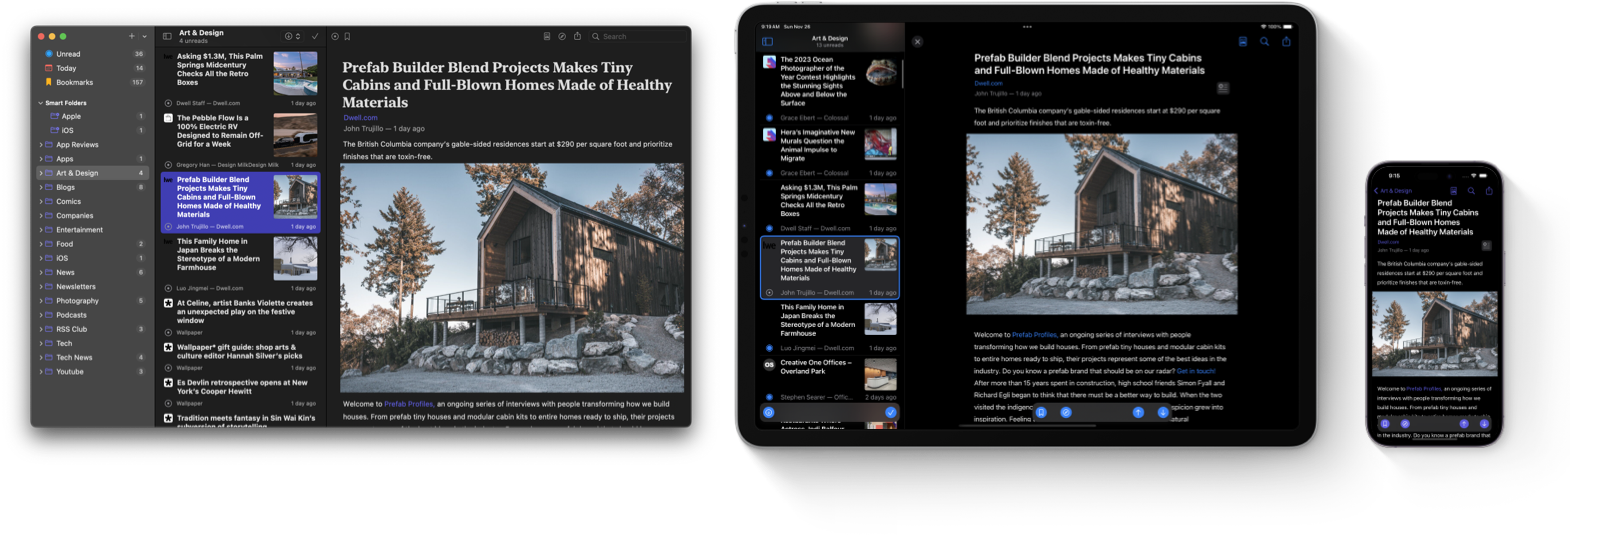 Unread 36
Today 14
Bookmarks 157
Smart Folders
Apple 1
iOS 1
App Reviews
Apps 1
Art & Design 4
Blogs 8
Comics
Companies
Entertainment
Food 2
iOS 1
News 6
Newsletters
Photography 5
Podcasts
RSS Club 3
Tech
Tech News 4
Youtube 3
Art & Design
4 unreads
Asking $1.3M, This Palm
Springs Midcentury
Checks All the Retro
Boxes
Dwell Staff — Dwell.com 1 day ago
The Pebble Flow Is a
100% Electric RV
Designed to Remain Off-
Grid for a Week
Gregory Han — Design MilkDesign Milk 1 day ago
Prefab Builder Blend
Projects Makes Tiny
Cabins and Full-Blown
Homes Made of Healthy
Materials
John Trujillo — Dwell.com 1 day ago
This Family Home in
Japan Breaks the
Stereotype of a Modern
Farmhouse
Luo Jingmei — Dwell.com 1 day ago
At Celine, artist Banks Violette creates
an unexpected play on the festive
window
Wallpaper 1 day ago
Wallpaper* gift guide: shop arts &
culture editor Hannah Silver's picks
Wallpaper 1 day ago
Es Devlin retrospective opens at New
York's Cooper Hewitt
Wallpaper 1 day ago
Tradition meets fantasy in Sin Wai Kin's
subversion of storytelling
Search
Prefab Builder Blend Projects Makes Tiny
Cabins and Full-Blown Homes Made of Healthy
Materials
Dwell.com
John Trujillo — 1 day ago
The British Columbia company's gable-sided residences start at $290 per square foot and prioritize
finishes that are toxin-free.
Welcome to Prefab Profiles, an ongoing series of interviews with people transforming how we build
houses. From prefab tiny houses and modular cabin kits to entire homes ready to ship, their projects
9:19 AM Sun Nov 26
100%
Art & Design
13 unreads
The 2023 Ocean
Photographer of the
Year Contest Highlights
the Stunning Sights
Above and Below the
Surface
Grace Ebert — Colossal 1 day ago
Hera's Imaginative New
Murals Question the
Animal Impulse to
Migrate
Grace Ebert — Colossal 1 day ago
Asking $1.3M, This Palm
Springs Midcentury
Checks All the Retro
Boxes
Dwell Staff — Dwell.com 1 day ago
Prefab Builder Blend
Projects Makes Tiny
Cabins and Full-Blown
Homes Made of Healthy
Materials
John Trujillo — Dwell.com 1 day ago
This Family Home in
Japan Breaks the
Stereotype of a Modern
Farmhouse
Luo Jingmei — Dwell.com 1 day ago
Creative One Offices –
Overland Park
Stephen Searer — Offic... 2 days ago
Prefab Builder Blend Projects Makes Tiny Cabins
and Full-Blown Homes Made of Healthy Materials
Dwell.com
John Trujillo — 1 day ago
The British Columbia company's gable-sided residences start at $290 per square
foot and prioritize finishes that are toxin-free.
Welcome to Prefab Profiles, an ongoing series of interviews with people
transforming how we build houses. From prefab tiny houses and modular cabin kits
to entire homes ready to ship, their projects represent some of the best ideas in the
industry. Do you know a prefab brand that should be on our radar? Get in touch!
After more than 15 years spent in construction, high school friends Simon Fyall and
Richard Egli began to think that there must be a better way to build. When the two
visited the indigenc spicion grew into
inspiration. Feeling atural
9:15
Art & Design
Prefab Builder Blend
Projects Makes Tiny Cabins
and Full-Blown Homes
Made of Healthy Materials
Dwell.com
John Trujillo — 1 day ago
The British Columbia company's gable-sided
residences start at $290 per square foot and
prioritize finishes that are toxin-free.
Welcome to Prefab Profiles, an ongoing series of
interviews with people transforming how we
build houses. From prefab tiny houses and
in the industry. Do you know a prefab brand that